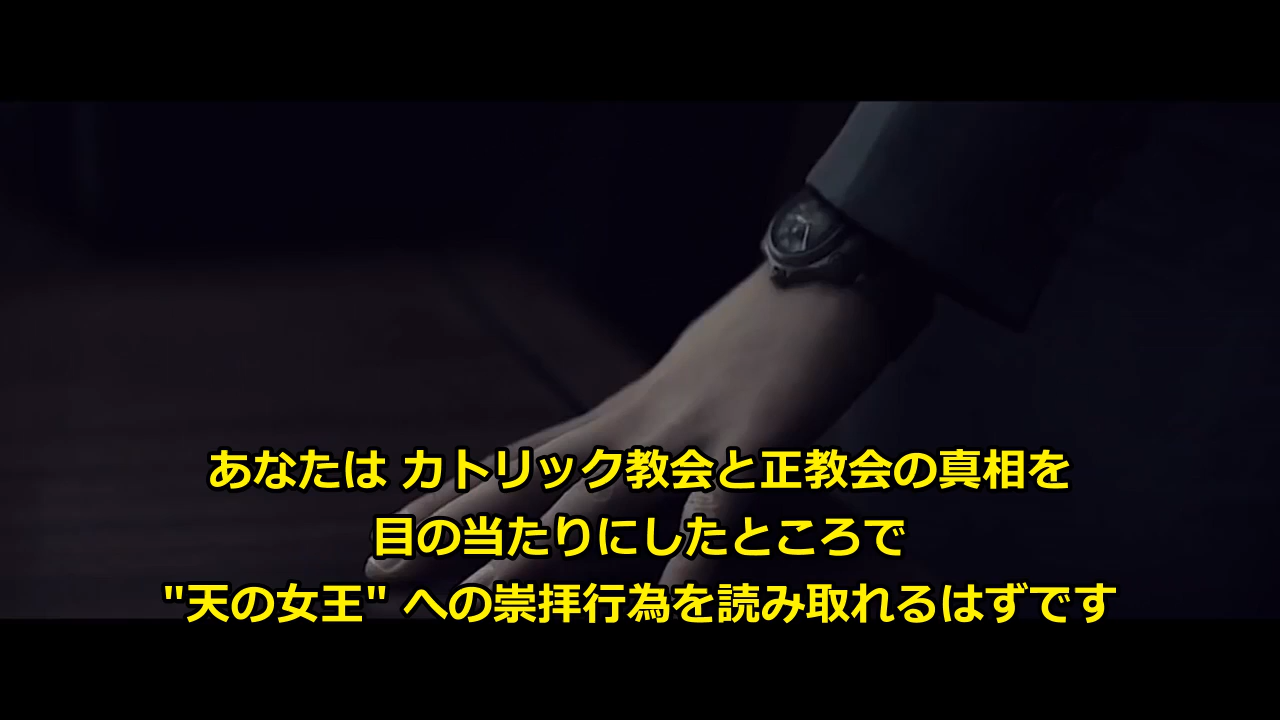 あなたは カトリック教会と正教会の真相を
目の当たりにしたところで
"天の女王" への崇拝行為を読み取れるはずです